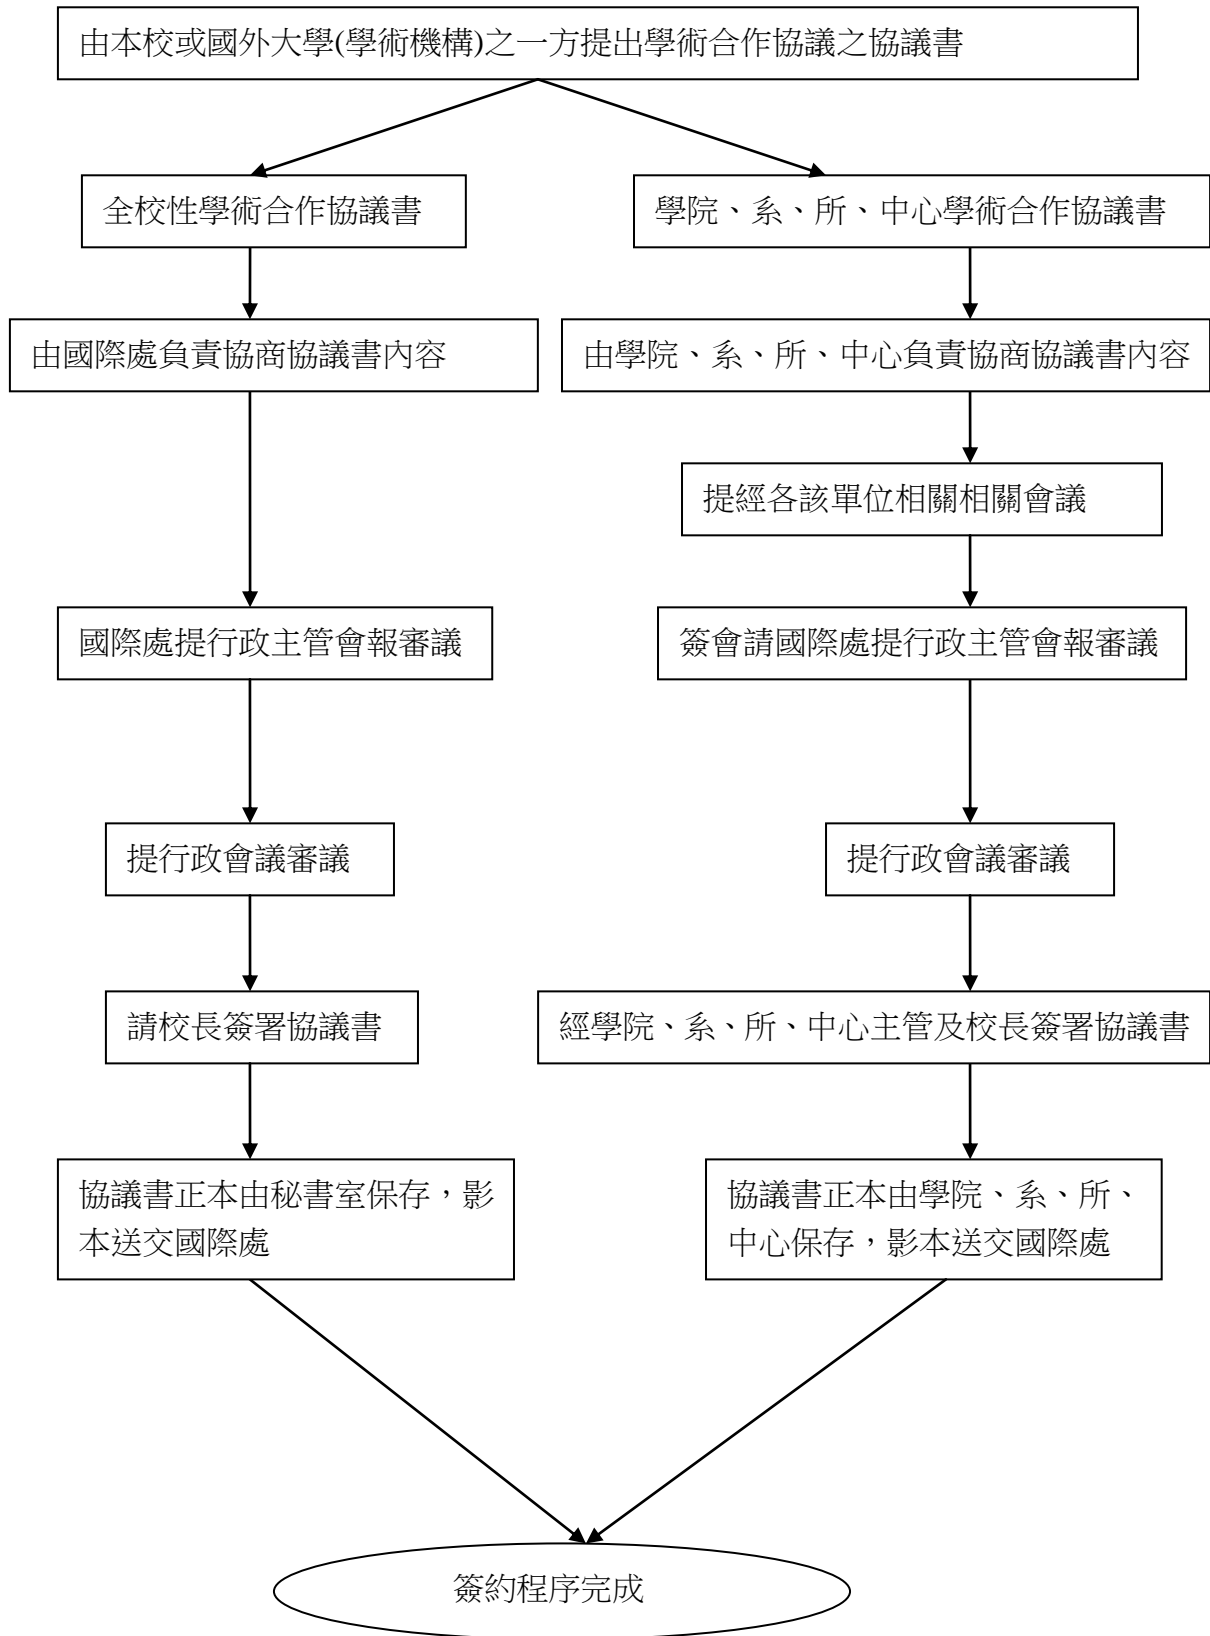 由本校或國外大學(學術機構)之一方提出學術合作協議之協議書
全校性學術合作協議書
學院、系、所、中心學術合作協議書
由國際處負責協商協議書內容
由學院、系、所、中心負責協商協議書內容
提經各該單位相關相關會議
國際處提行政主管會報審議
簽會請國際處提行政主管會報審議
提行政會議審議
提行政會議審議
請校長簽署協議書
經學院、系、所、中心主管及校長簽署協議書
協議書正本由秘書室保存，影
本送交國際處
協議書正本由學院、系、所、
中心保存，影本送交國際處
簽約程序完成